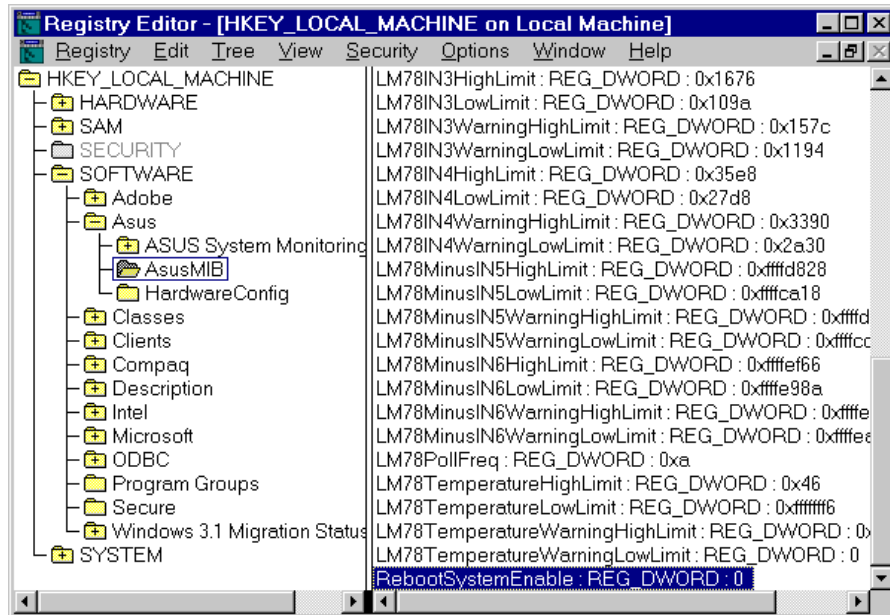 Registry Editor - [HKEY_LOCAL_MACHINE on Local Machine]
Registry Edit Tree View Security Options Window Help
HKEY_LOCAL_MACHINE
HARDWARE
SAM
SECURITY
SOFTWARE
Adobe
Asus
ASUS System Monitoring
AsusMIB
HardwareConfig
Classes
Clients
Compaq
Description
Intel
Microsoft
ODBC
Program Groups
Secure
Windows 3.1 Migration Status
SYSTEM
LM78IN3HighLimit : REG_DWORD : 0x1676
LM78IN3LowLimit : REG_DWORD : 0x109a
LM78IN3WarningHighLimit : REG_DWORD : 0x157c
LM78IN3WarningLowLimit : REG_DWORD : 0x1194
LM78IN4HighLimit : REG_DWORD : 0x35e8
LM78IN4LowLimit : REG_DWORD : 0x27d8
LM78IN4WarningHighLimit : REG_DWORD : 0x3390
LM78IN4WarningLowLimit : REG_DWORD : 0x2a30
LM78MinusIN5HighLimit : REG_DWORD : 0xffffd828
LM78MinusIN5LowLimit : REG_DWORD : 0xffffca18
LM78MinusIN5WarningHighLimit : REG_DWORD : 0xffffd
LM78MinusIN5WarningLowLimit : REG_DWORD : 0xffffcc
LM78MinusIN6HighLimit : REG_DWORD : 0xffffef66
LM78MinusIN6LowLimit : REG_DWORD : 0xffffe98a
LM78MinusIN6WarningHighLimit : REG_DWORD : 0xffffe
LM78MinusIN6WarningLowLimit : REG_DWORD : 0xffffea
LM78PollFreq : REG_DWORD : 0xa
LM78TemperatureHighLimit : REG_DWORD : 0x46
LM78TemperatureLowLimit : REG_DWORD : 0xfffffff6
LM78TemperatureWarningHighLimit : REG_DWORD : 0x
LM78TemperatureWarningLowLimit : REG_DWORD : 0
RebootSystemEnable : REG_DWORD : 0